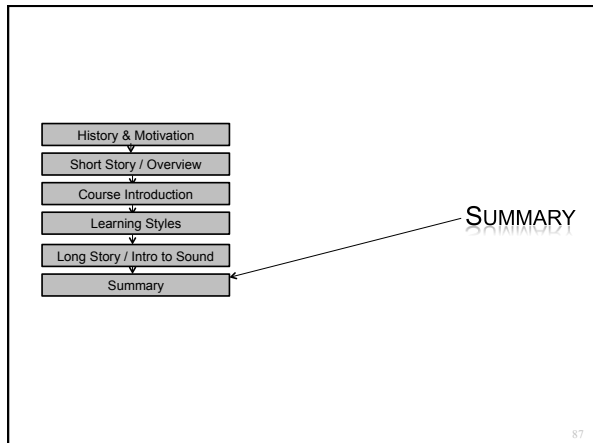 History & Motivation
Short Story / Overview
Course Introduction
Learning Styles
Long Story / Intro to Sound
Summary
SUMMARY
87